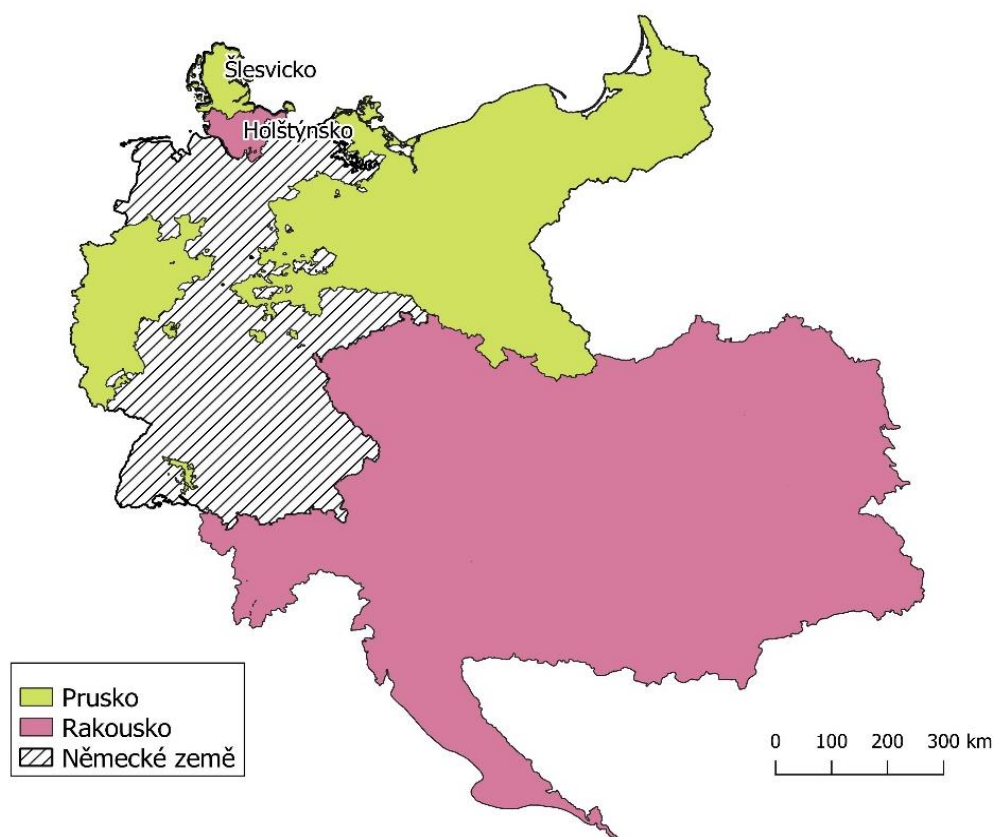 Šlesvicko
Holštýnsko
Prusko
Rakousko
Německé země
0 100 200 300 km